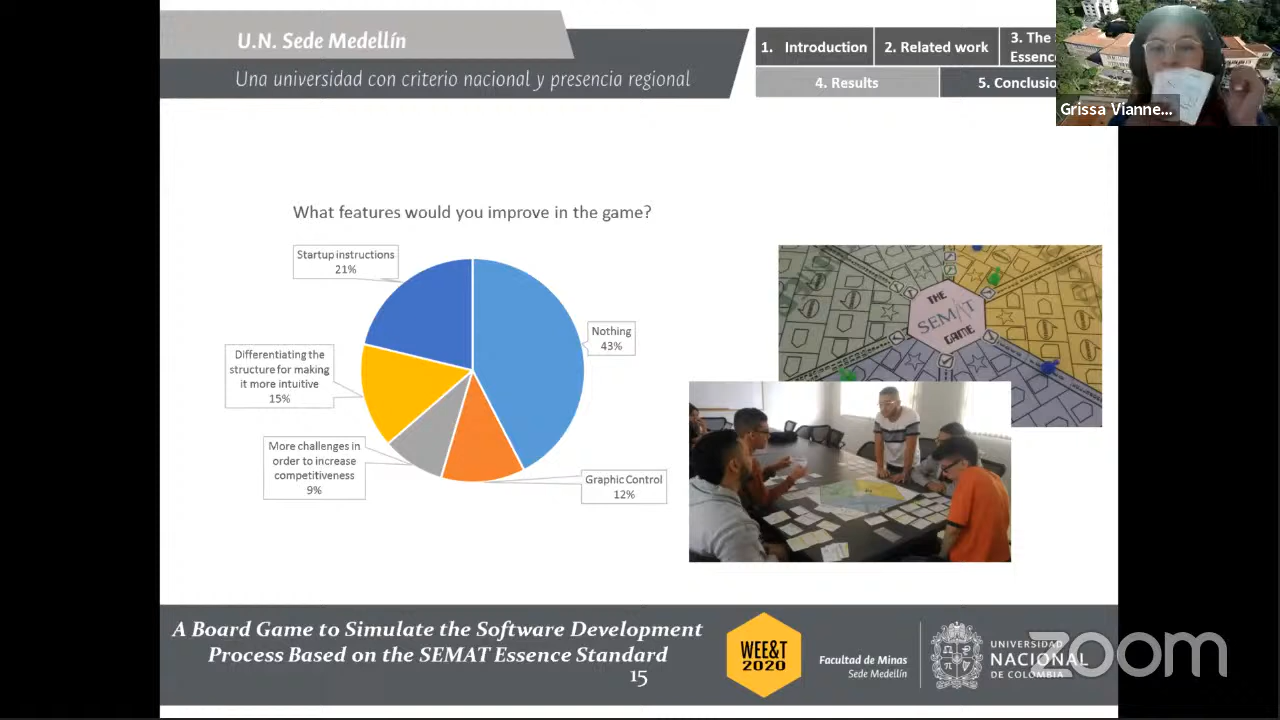 U.N. Sede Medellín
Una universidad con criterio nacional y presencia regional
1. Introduction
2. Related work
3. The
Essence
4. Results
5. Conclusio
Grissa Vianne...
What features would you improve in the game?
Startup instructions
21%
Nothing
43%
Differentiating the
structure for making
it more intuitive
15%
More challenges in
order to increase
competitiveness
9%
Graphic Control
12%
THE
SEMAT
GAME
A Board Game to Simulate the Software Development
Process Based on the SEMAT Essence Standard
15
WEE&T
2020
Facultad de Minas
Sede Medellín
UNIVERSIDAD
NACIONAL
DE COLOMBIA
zoom